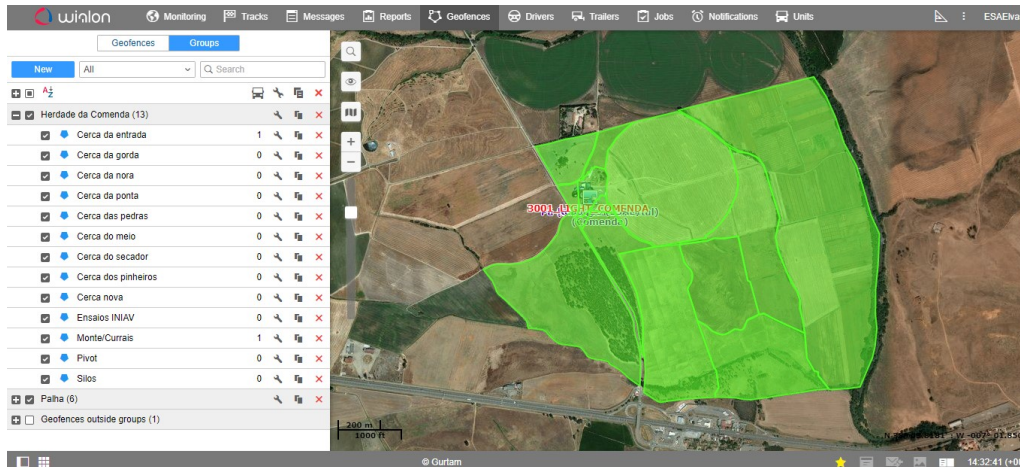 wialon Monitoring Tracks Messages Reports Geofences Drivers Trailers Jobs Notifications Units ESAElva
Geofences Groups
New All Search
Herdade da Comenda (13)
Cerca da entrada 1
Cerca da gorda 0
Cerca da nora 0
Cerca da ponta 0
Cerca das pedras 0
Cerca do meio 0
Cerca do secador 0
Cerca dos pinheiros 0
Cerca nova 0
Ensaios INIAV 0
Monte/Currais 1
Pivot 0
Silos 0
Palha (6)
Geofences outside groups (1)
3001_LIGHT_COMENDA
(Comenda)
200 m
1000 ft
© Gurtam 14:32:41